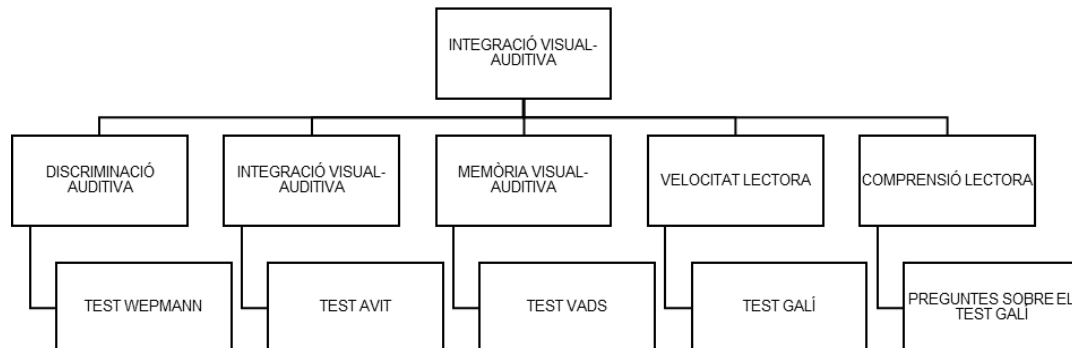 INTEGRACIÓ VISUAL-
AUDITIVA
DISCRIMINACIÓ
AUDITIVA
INTEGRACIÓ VISUAL-
AUDITIVA
MEMÒRIA VISUAL-
AUDITIVA
VELOCITAT LECTORA
COMPRENSIÓ LECTORA
TEST WEPMANN
TEST AVIT
TEST VADS
TEST GALÍ
PREGUNTES SOBRE EL
TEST GALÍ